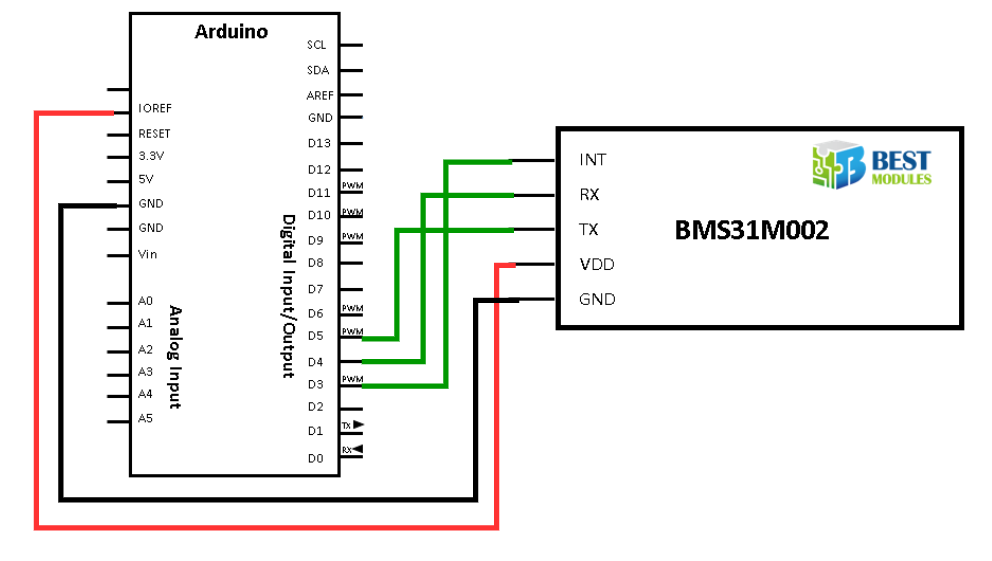 Arduino
SCL
SDA
AREF
GND
D13
D12
D11
PWM
D10
PWM
D9
PWM
D8
D7
D6
PWM
D5
PWM
D4
D3
PWM
D2
D1
TX
D0
RX
Digital Input/Output
IOREF
RESET
3.3V
5V
GND
GND
Vin
A0
A1
A2
A3
A4
A5
Analog Input
INT
RX
TX
VDD
GND
BEST
MODULES
BMS31M002